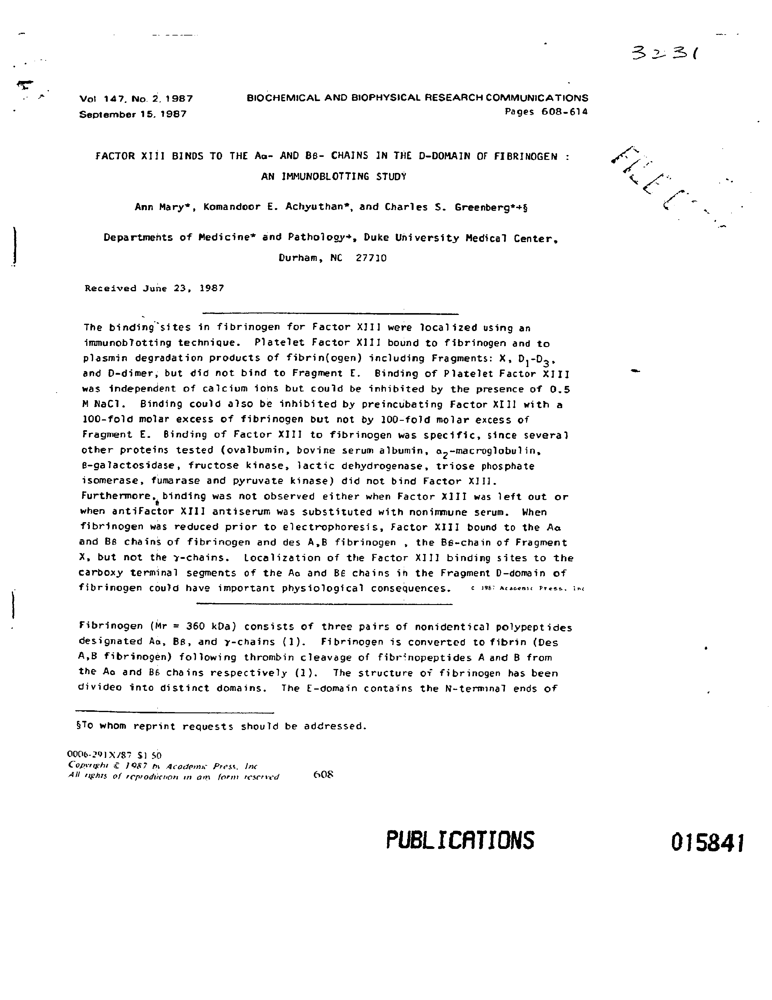 3231
Vol. 147, No. 2, 1987 BIOCHEMICAL AND BIOPHYSICAL RESEARCH COMMUNICATIONS
September 15, 1987 Pages 608-614
FACTOR XIII BINDS TO THE Aα- AND Bβ- CHAINS IN THE D-DOMAIN OF FIBRINOGEN :
AN IMMUNOBLOTTING STUDY
Ann Mary*, Komandoor E. Achyuthan*, and Charles S. Greenberg*+§
Departments of Medicine* and Pathology+, Duke University Medical Center,
Durham, NC 27710
Received June 23, 1987
The binding sites in fibrinogen for Factor XIII were localized using an
immunoblotting technique. Platelet Factor XIII bound to fibrinogen and to
plasmin degradation products of fibrin(ogen) including Fragments: X, D₁-D₃,
and D-dimer, but did not bind to Fragment E. Binding of Platelet Factor XIII
was independent of calcium ions but could be inhibited by the presence of 0.5
M NaCl. Binding could also be inhibited by preincubating Factor XIII with a
100-fold molar excess of fibrinogen but not by 100-fold molar excess of
Fragment E. Binding of Factor XIII to fibrinogen was specific, since several
other proteins tested (ovalbumin, bovine serum albumin, α₂-macroglobulin,
β-galactosidase, fructose kinase, lactic dehydrogenase, triose phosphate
isomerase, fumarase and pyruvate kinase) did not bind Factor XIII.
Furthermore, binding was not observed either when Factor XIII was left out or
when antiFactor XIII antiserum was substituted with nonimmune serum. When
fibrinogen was reduced prior to electrophoresis, Factor XIII bound to the Aα
and Bβ chains of fibrinogen and des A,B fibrinogen , the Bβ-chain of Fragment
X, but not the γ-chains. Localization of the Factor XIII binding sites to the
carboxy terminal segments of the Aα and Bβ chains in the Fragment D-domain of
fibrinogen could have important physiological consequences. © 1987 Academic Press, Inc
Fibrinogen (Mr = 360 kDa) consists of three pairs of nonidentical polypeptides
designated Aα, Bβ, and γ-chains (1). Fibrinogen is converted to fibrin (Des
A,B fibrinogen) following thrombin cleavage of fibrinopeptides A and B from
the Aα and Bβ chains respectively (1). The structure of fibrinogen has been
divided into distinct domains. The E-domain contains the N-terminal ends of
§To whom reprint requests should be addressed.
0006-291X/87 $1.50
Copyright © 1987 by Academic Press, Inc
All rights of reproduction in any form reserved 608
PUBLICATIONS 015841